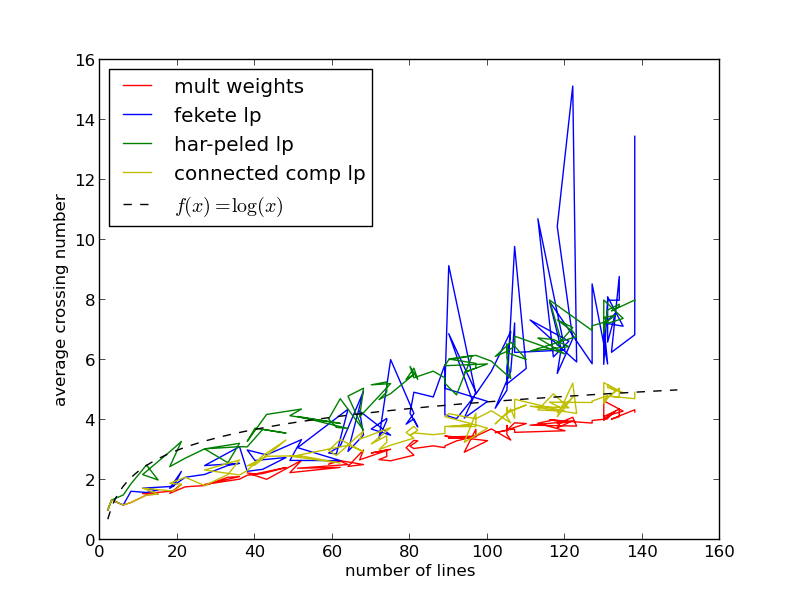 mult weights
fekete lp
har-peled lp
connected comp lp
f(x)=log(x)
average crossing number
16
14
12
10
8
6
4
2
0
0 20 40 60 80 100 120 140 160
number of lines